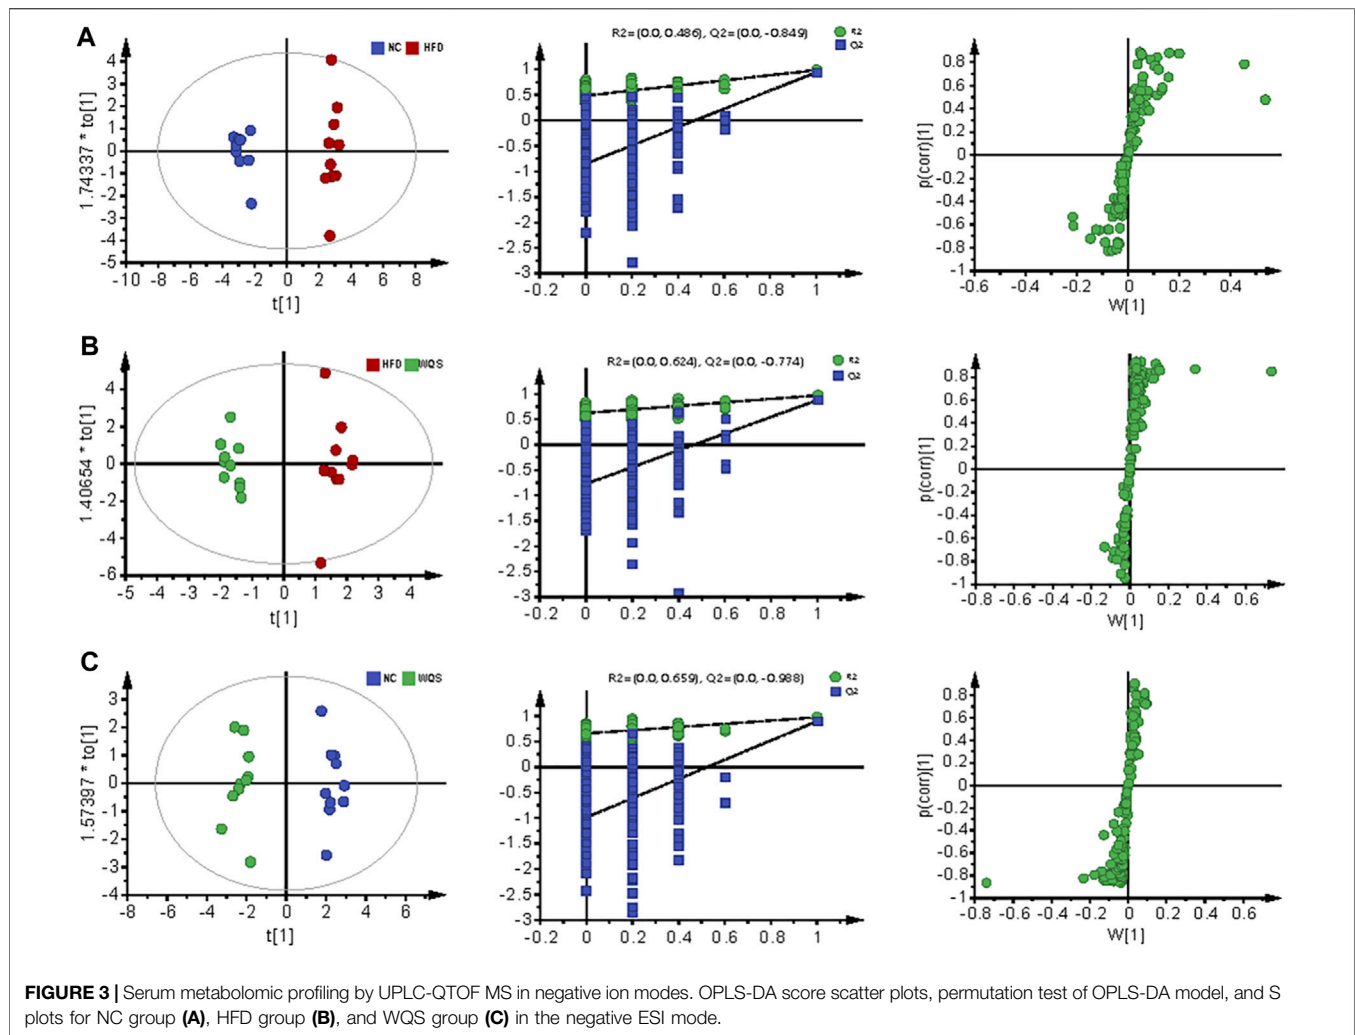 A
NC HFD
1.74337 * to[1]
4
3
2
1
0
-1
-2
-3
-4
-5
-10 -8 -6 -4 -2 0 2 4 6 8
t[1]
R2=(0.0, 0.486), Q2=(0.0, -0.849)
R2
Q2
1
0.5
0
-0.5
-1
-1.5
-2
-2.5
-3
-0.2 0 0.2 0.4 0.6 0.8 1
p(corr)[1]
0.8
0.6
0.4
0.2
0
-0.2
-0.4
-0.6
-0.8
-1
-0.6 -0.4 -0.2 0 0.2 0.4
W[1]
B
HFD WQS
1.40654 * to[1]
4
2
0
-2
-4
-6
-5 -4 -3 -2 -1 0 1 2 3 4
t[1]
R2=(0.0, 0.624), Q2=(0.0, -0.774)
R2
Q2
1
0.5
0
-0.5
-1
-1.5
-2
-2.5
-3
-0.2 0 0.2 0.4 0.6 0.8 1
p(corr)[1]
0.8
0.6
0.4
0.2
0
-0.2
-0.4
-0.6
-0.8
-1
-0.8 -0.6 -0.4 -0.2 0 0.2 0.4 0.6
W[1]
C
NC WQS
1.57397 * to[1]
3
2
1
0
-1
-2
-3
-4
-8 -6 -4 -2 0 2 4 6
t[1]
R2=(0.0, 0.659), Q2=(0.0, -0.988)
R2
Q2
1
0.5
0
-0.5
-1
-1.5
-2
-2.5
-3
-0.2 0 0.2 0.4 0.6 0.8 1
p(corr)[1]
0.8
0.6
0.4
0.2
0
-0.2
-0.4
-0.6
-0.8
-1
-0.8 -0.6 -0.4 -0.2 0 0.2 0.4 0.6
W[1]
FIGURE 3 | Serum metabolomic profiling by UPLC-QTOF MS in negative ion modes. OPLS-DA score scatter plots, permutation test of OPLS-DA model, and S
plots for NC group (A), HFD group (B), and WQS group (C) in the negative ESI mode.